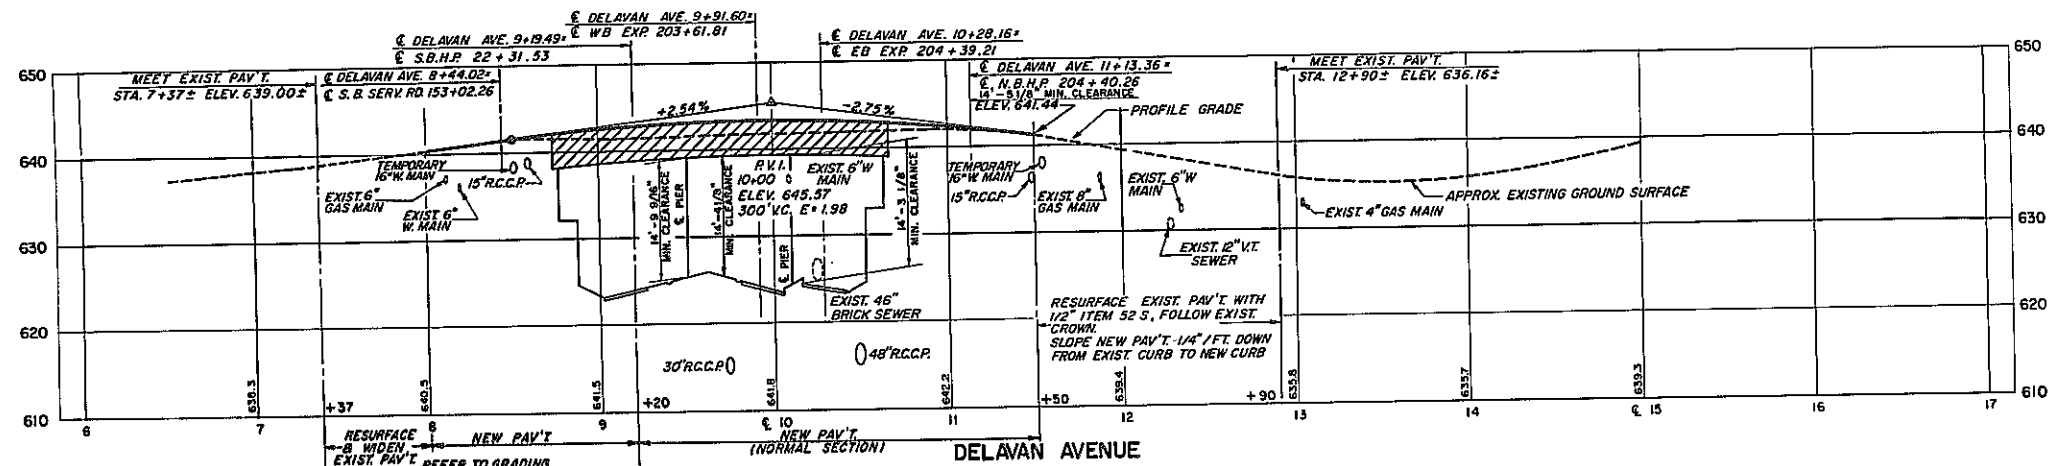 ℄ DELAVAN AVE. 9+91.60=
℄ WB EXP. 203+61.81
℄ DELAVAN AVE. 9+19.49=
℄ S.B.H.P. 22 + 31.53
℄ DELAVAN AVE. 10+28.16=
℄ EB EXP. 204 + 39.21
650
MEET EXIST. PAV'T.
STA. 7+37± ELEV. 639.00±
℄ DELAVAN AVE. 8+44.02=
℄ S.B. SERV. RD. 153+02.26
℄ DELAVAN AVE. 11+13.36=
℄ N.B.H.P. 204 + 40.26
14'-5 1/8" MIN. CLEARANCE
ELEV. 641.44
MEET EXIST. PAV'T.
STA. 12+90± ELEV. 636.16±
650
+2.54%
-2.75%
PROFILE GRADE
640
640
TEMPORARY
16"W. MAIN
15"R.C.C.P.
EXIST. 6"
GAS MAIN
EXIST. 6"
W. MAIN
14'-9 9/16"
MIN. CLEARANCE
℄ PIER
MIN. CLEARANCE
P.V.I.
10+00
ELEV. 645.57
300' V.C. E=1.98
EXIST. 6"W
MAIN
℄ PIER
14'-3 1/8"
MIN. CLEARANCE
TEMPORARY
16"W. MAIN
15"R.C.C.P.
EXIST. 8"
GAS MAIN
EXIST. 6"W
MAIN
APPROX. EXISTING GROUND SURFACE
EXIST 4" GAS MAIN
630
630
EXIST. 12" V.T.
SEWER
EXIST. 46"
BRICK SEWER
RESURFACE EXIST. PAV'T. WITH
1/2" ITEM 52 S, FOLLOW EXIST.
CROWN.
SLOPE NEW PAV'T.-1/4"/FT. DOWN
FROM EXIST. CURB TO NEW CURB
620
620
30"R.C.C.P.
48"R.C.C.P.
638.3
640.5
641.5
641.8
642.2
639.4
635.8
635.7
639.3
610
+37
+20
+50
+90
610
6
7
8
9
℄ 10
11
12
13
14
℄ 15
16
17
RESURFACE
& WIDEN
EXIST. PAV'T.
NEW PAV'T
REFER TO GRADING
NEW PAV'T.
(NORMAL SECTION)
DELAVAN AVENUE